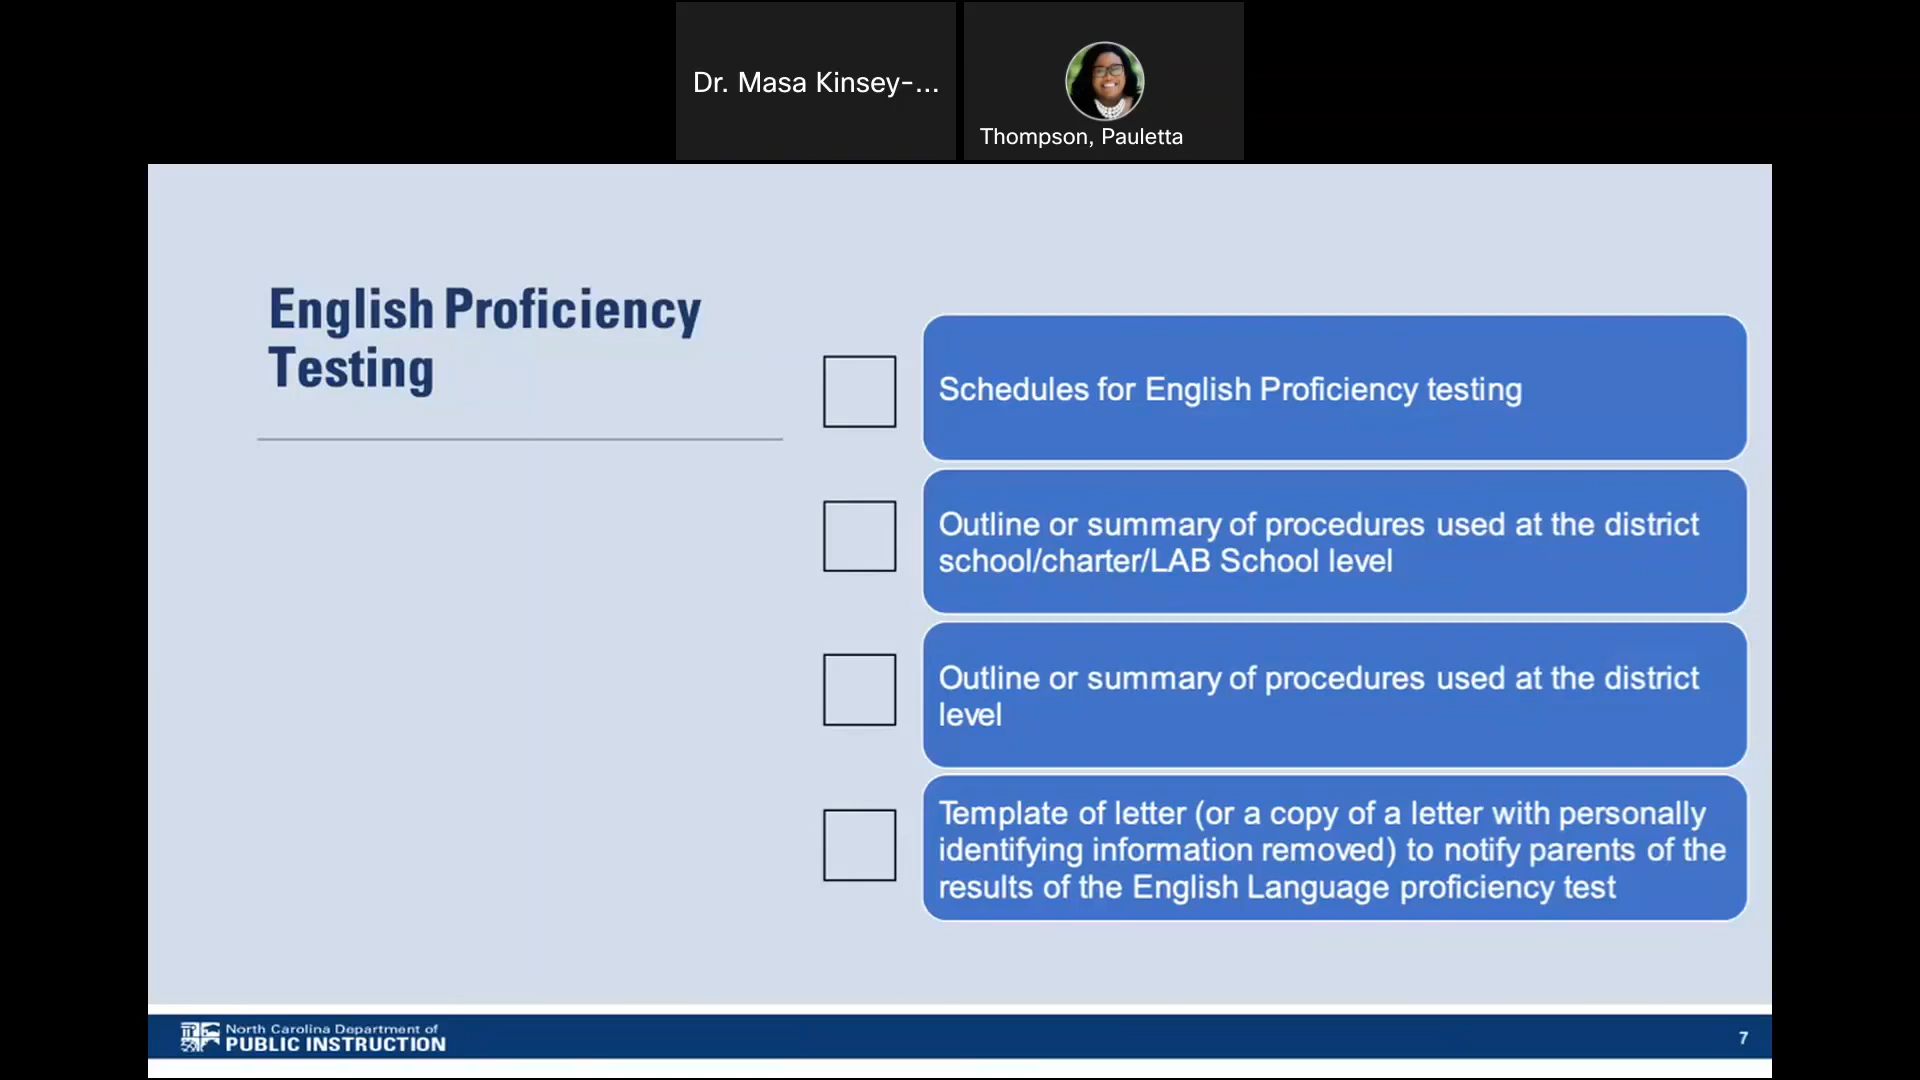 Dr. Masa Kinsey-...
Thompson, Pauletta
English Proficiency
Testing
Schedules for English Proficiency testing
Outline or summary of procedures used at the district
school/charter/LAB School level
Outline or summary of procedures used at the district
level
Template of letter (or a copy of a letter with personally
identifying information removed) to notify parents of the
results of the English Language proficiency test
North Carolina Department of
PUBLIC INSTRUCTION
7